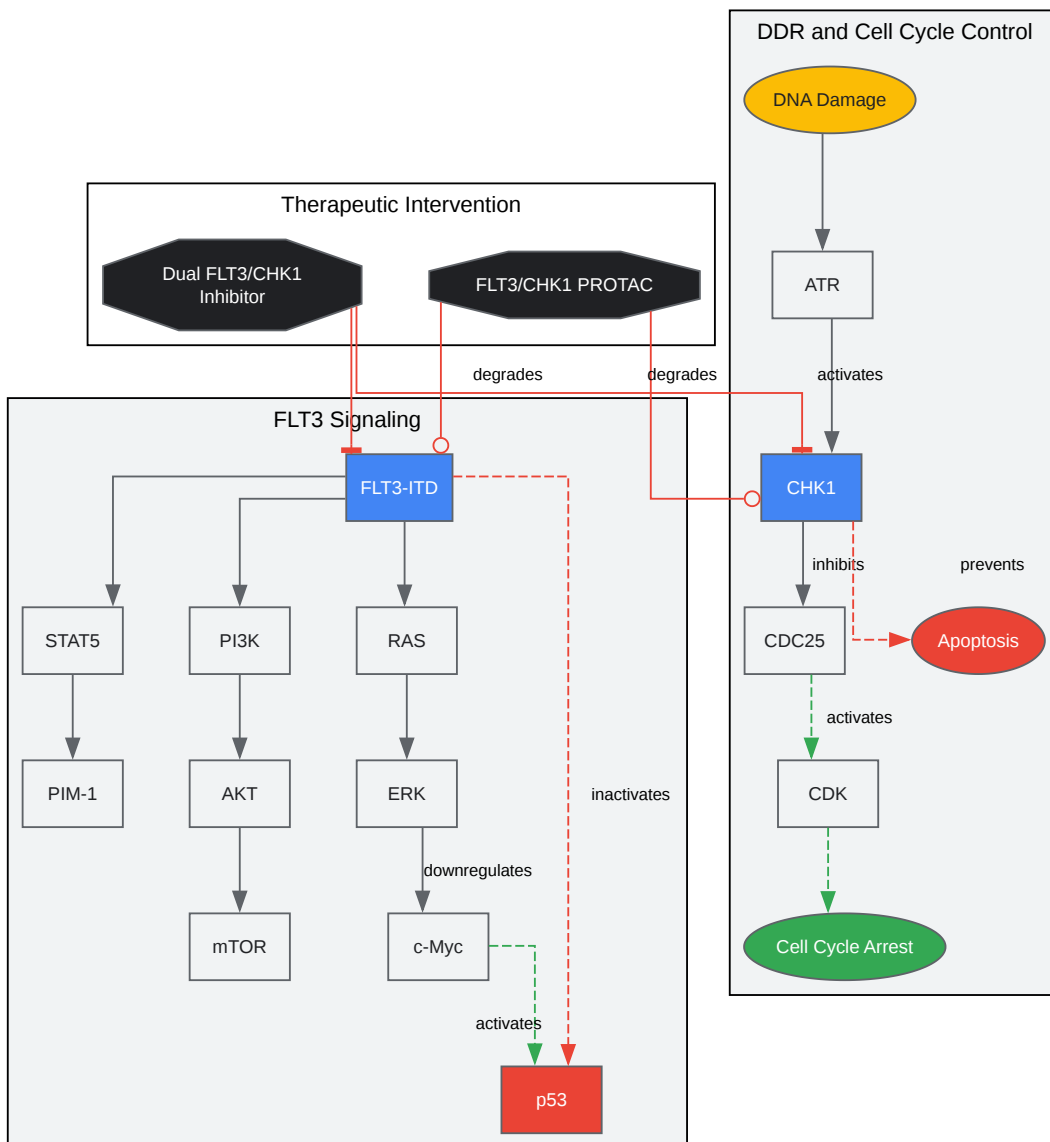 DDR and Cell Cycle Control
DNA Damage
Therapeutic Intervention
Dual FLT3/CHK1
Inhibitor
FLT3/CHK1 PROTAC
ATR
degrades
degrades
activates
FLT3 Signaling
FLT3-ITD
CHK1
inhibits
prevents
STAT5
PI3K
RAS
CDC25
Apoptosis
activates
PIM-1
AKT
ERK
inactivates
CDK
downregulates
mTOR
c-Myc
Cell Cycle Arrest
activates
p53